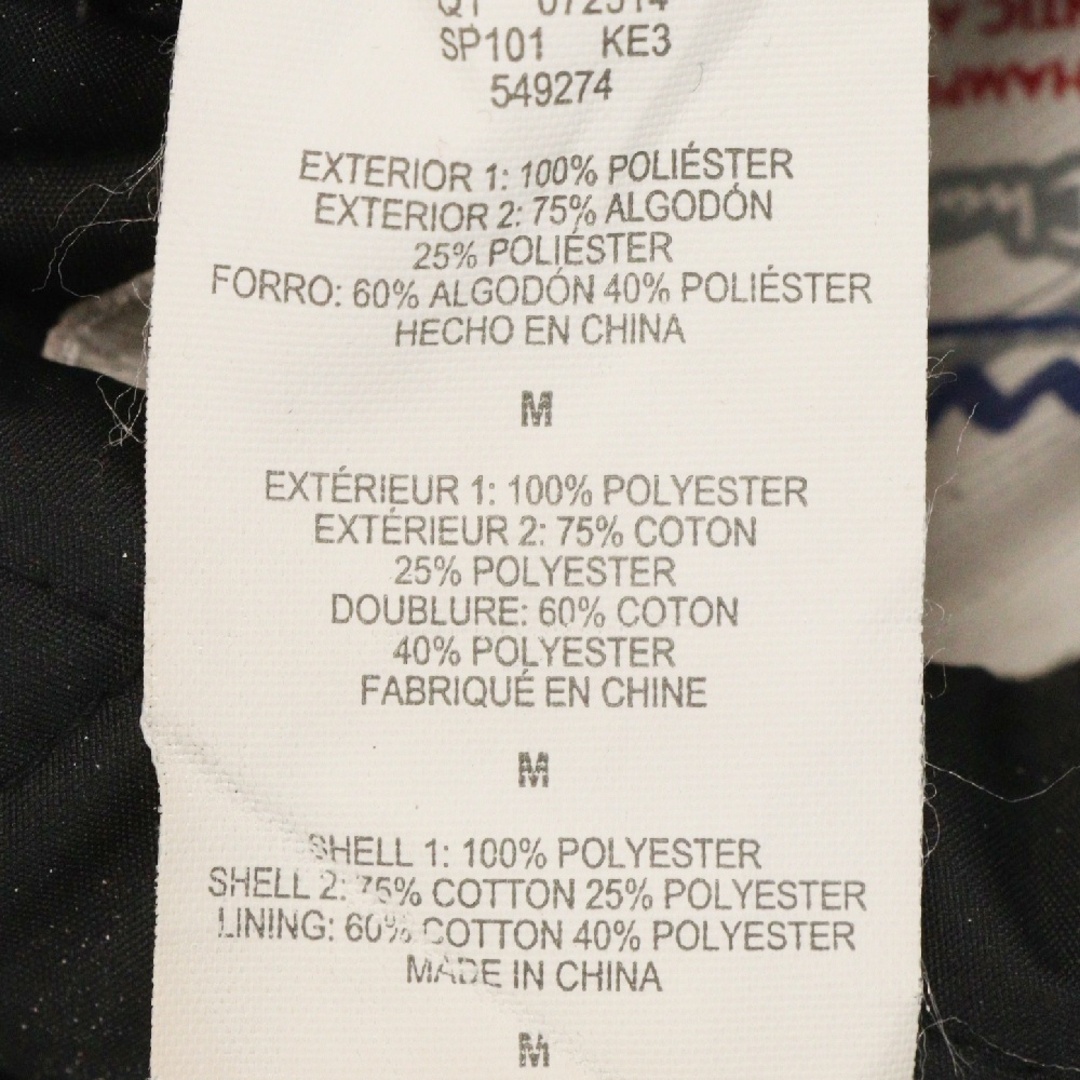 SP101 KE3
549274
EXTERIOR 1: 100% POLIÉSTER
EXTERIOR 2: 75% ALGODÓN
25% POLIÉSTER
FORRO: 60% ALGODÓN 40% POLIÉSTER
HECHO EN CHINA
M
EXTÉRIEUR 1: 100% POLYESTER
EXTÉRIEUR 2: 75% COTON
25% POLYESTER
DOUBLURE: 60% COTON
40% POLYESTER
FABRIQUÉ EN CHINE
M
SHELL 1: 100% POLYESTER
SHELL 2: 75% COTTON 25% POLYESTER
LINING: 60% COTTON 40% POLYESTER
MADE IN CHINA
M